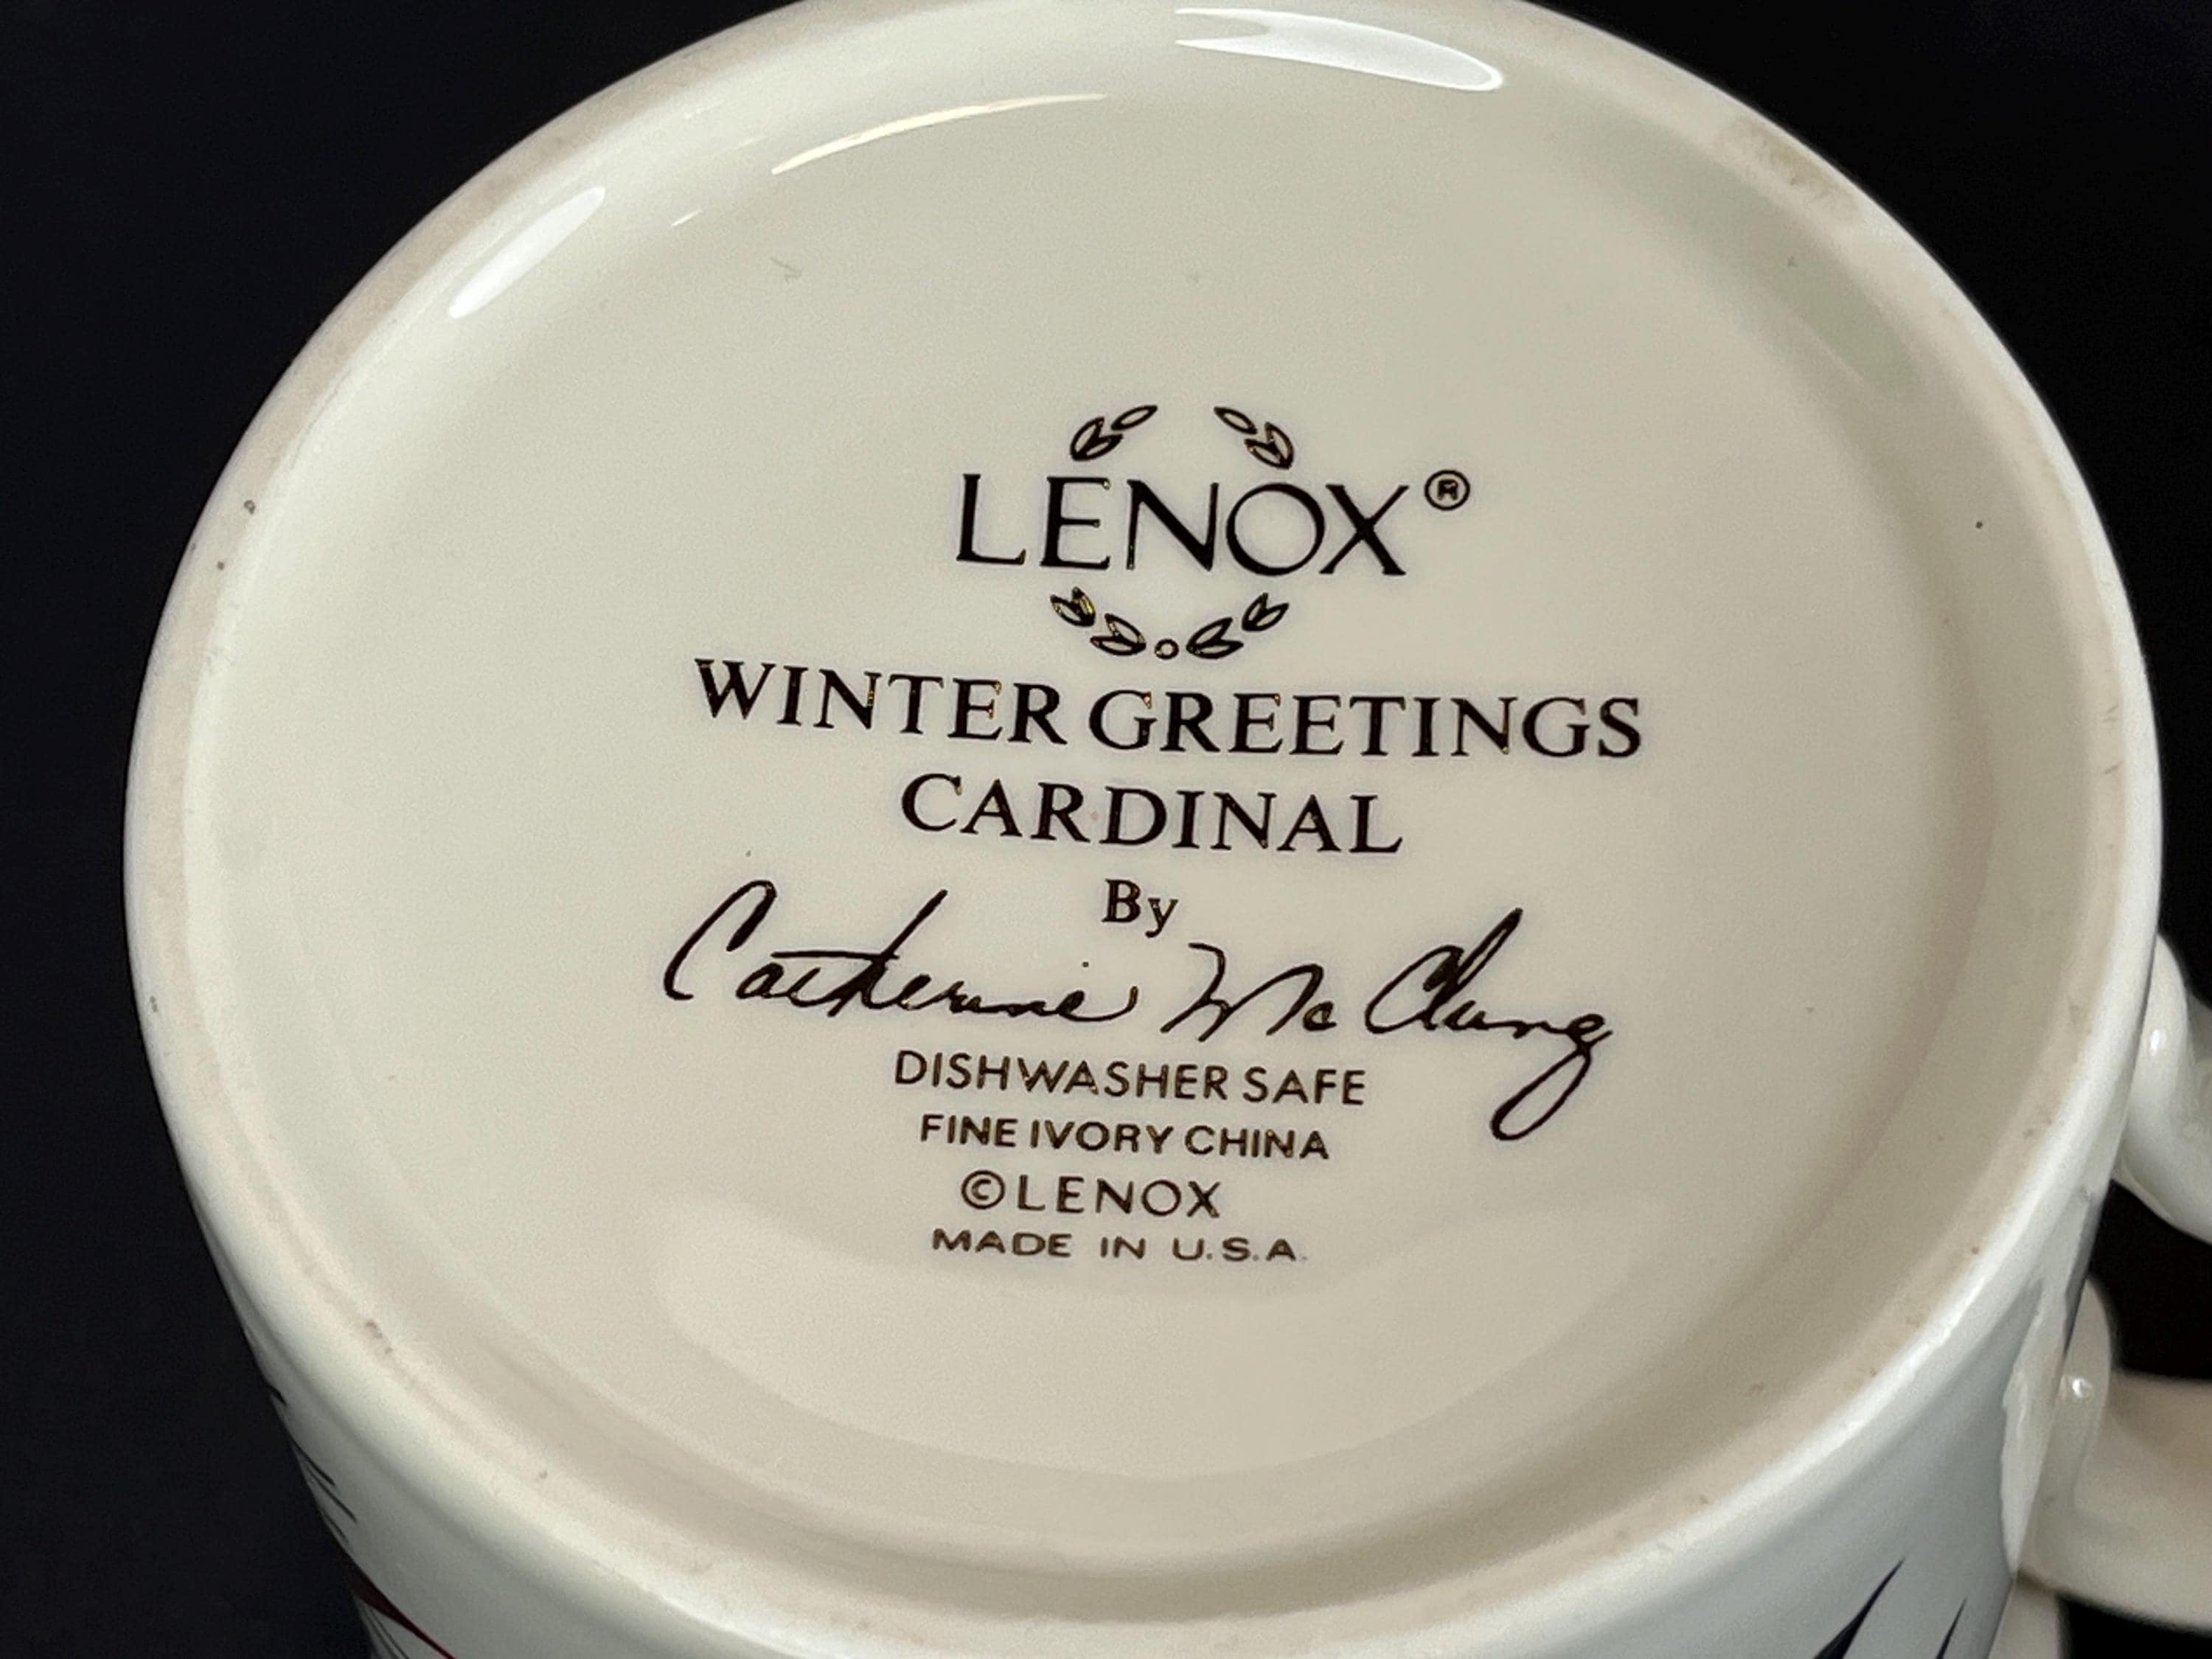 LENOX®
WINTER GREETINGS
CARDINAL
By
Catherine McClung
DISHWASHER SAFE
FINE IVORY CHINA
©LENOX
MADE IN U.S.A.